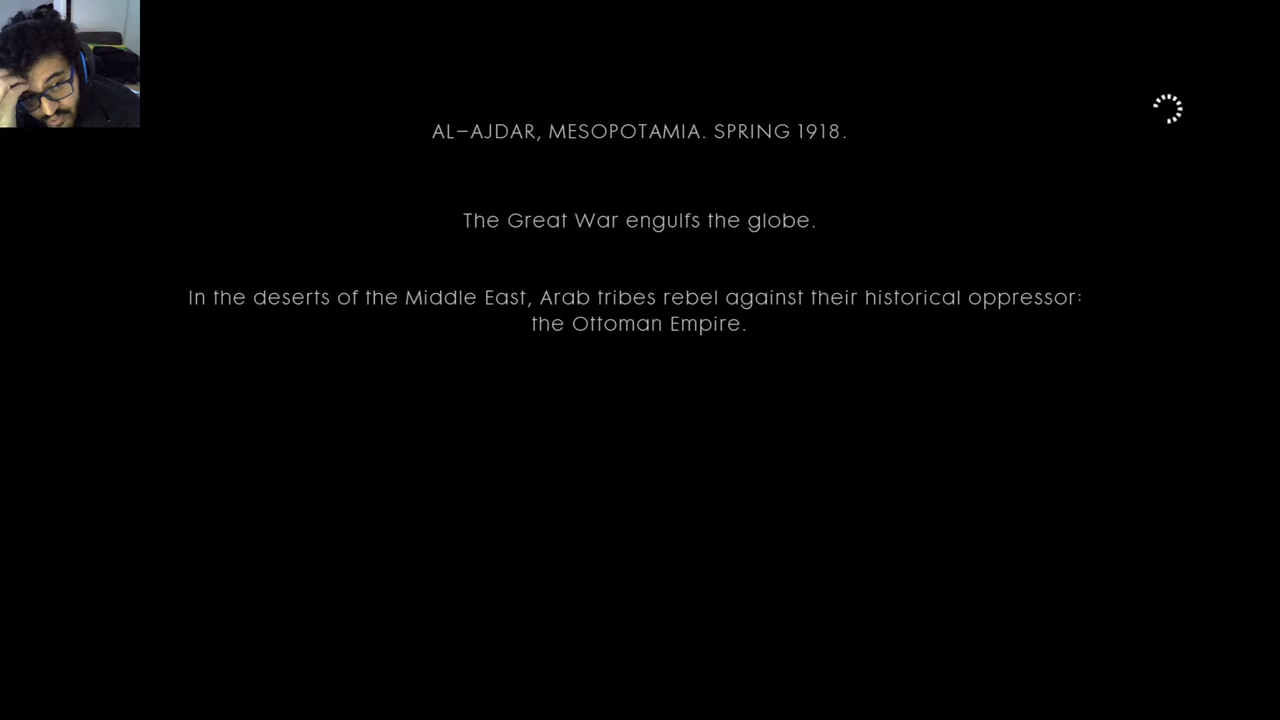 AL-AJDAR, MESOPOTAMIA. SPRING 1918.
The Great War engulfs the globe.
In the deserts of the Middle East, Arab tribes rebel against their historical oppressor:
the Ottoman Empire.